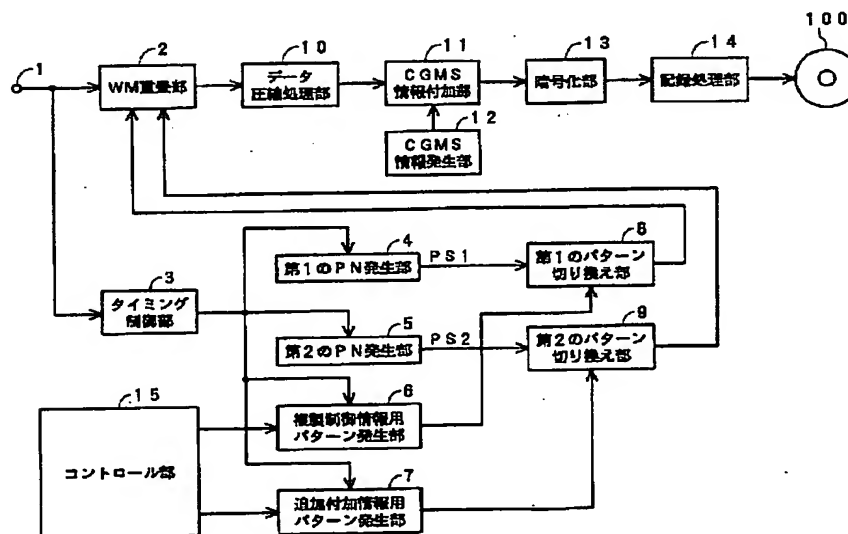 1
2
WM重畳部
10
データ
圧縮処理部
11
CGMS
情報付加部
12
CGMS
情報発生部
13
暗号化部
14
記録処理部
100
3
タイミング
制御部
4
第1のPN発生部
PS1
8
第1のパターン
切り換え部
5
第2のPN発生部
PS2
9
第2のパターン
切り換え部
15
コントロール部
6
複製制御情報用
パターン発生部
7
追加付加情報用
パターン発生部